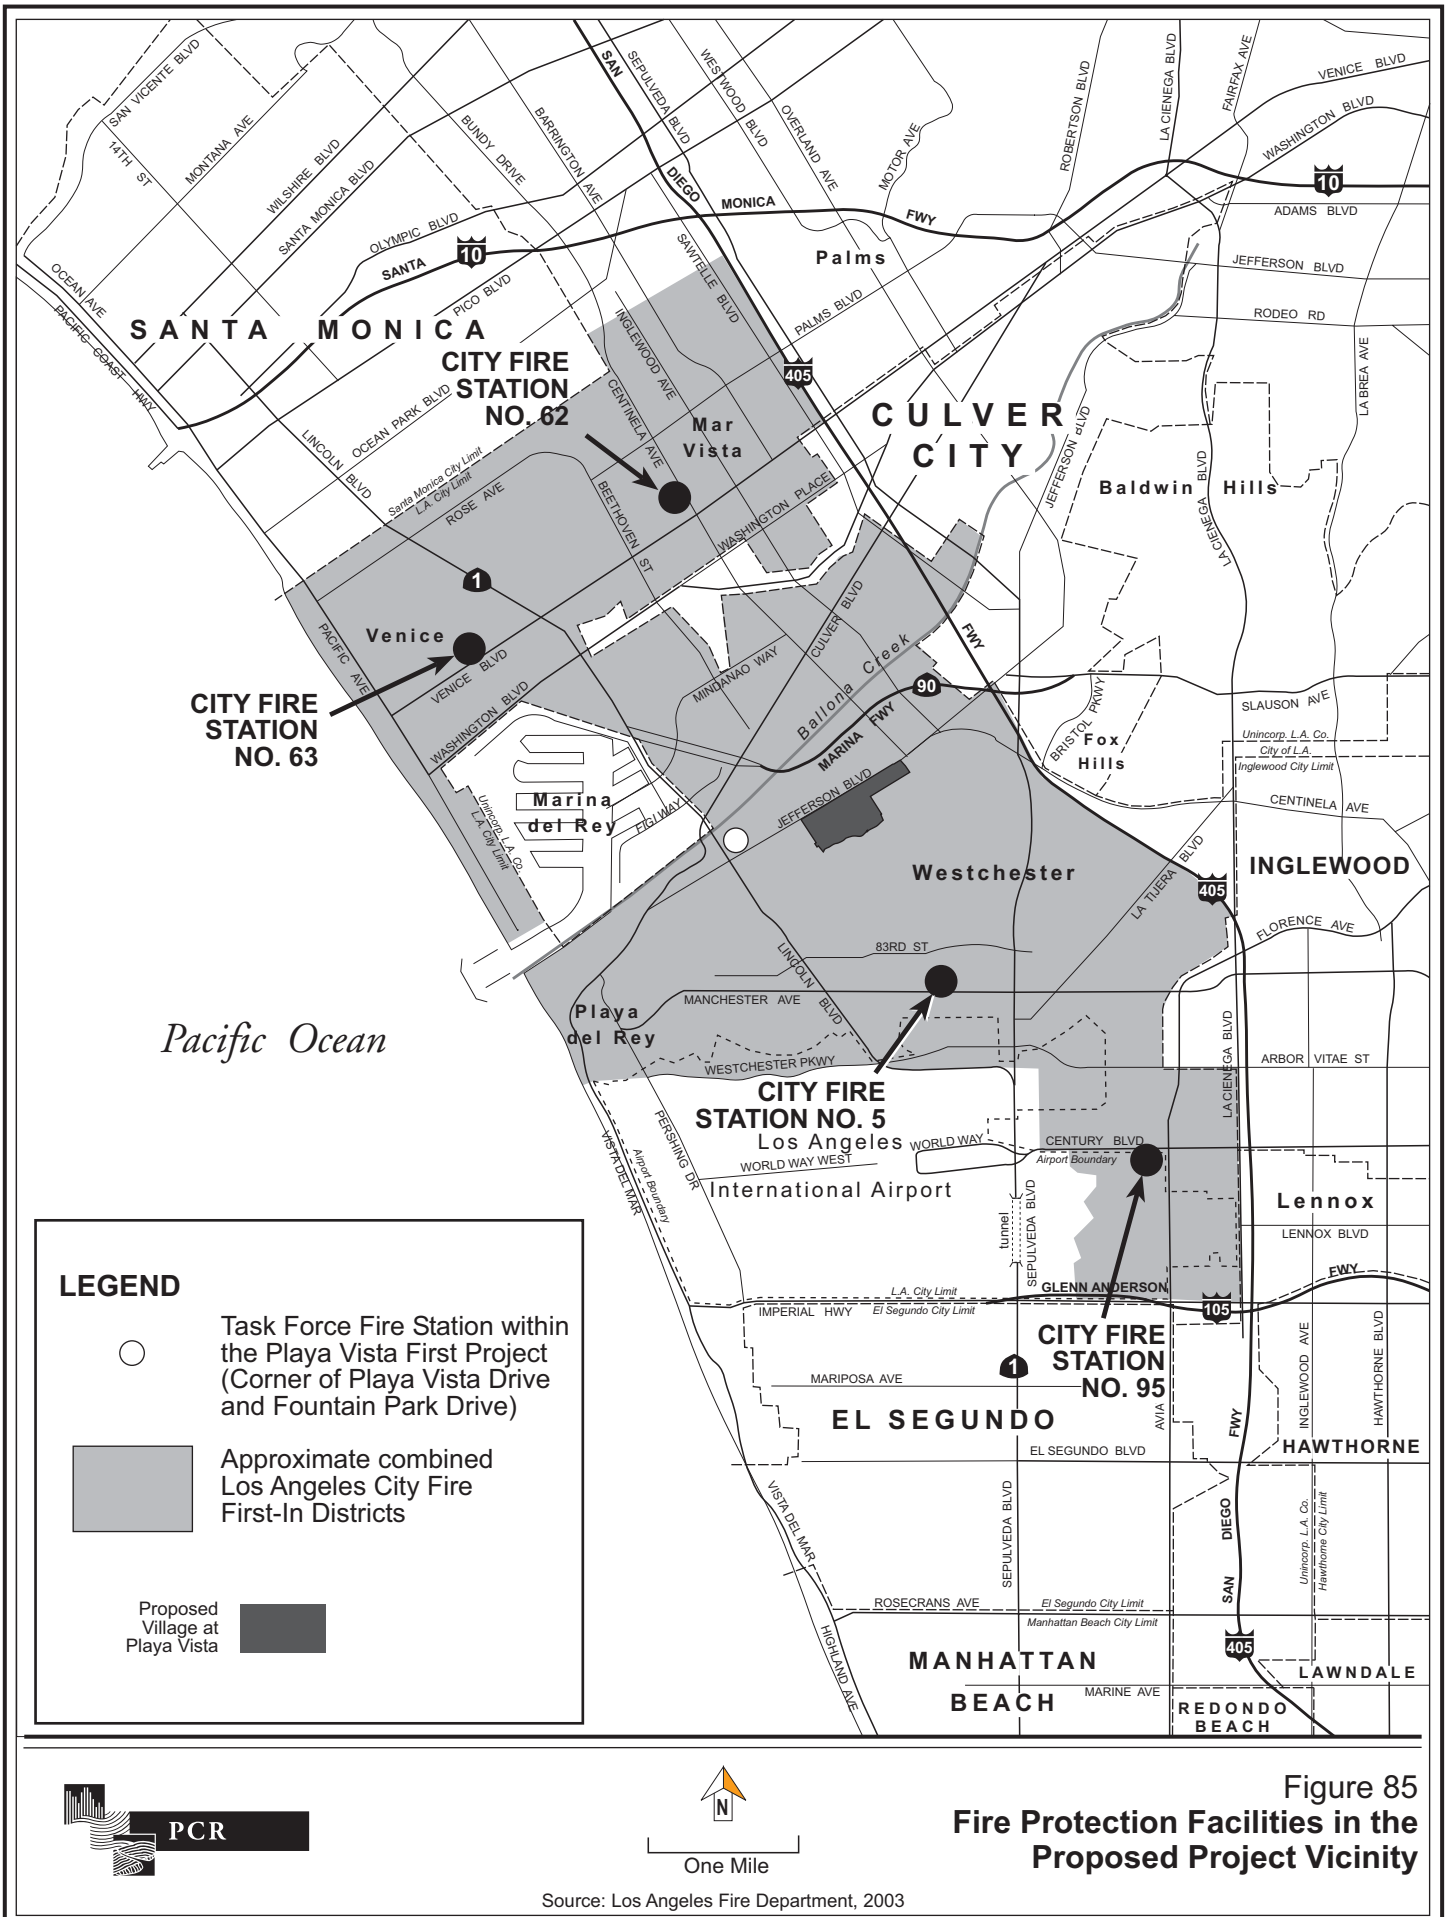 SAN VICENTE BLVD
14TH ST
MONTANA AVE
WILSHIRE BLVD
SANTA MONICA BLVD
OLYMPIC BLVD
BUNDY DRIVE
BARRINGTON AVE
SAN
DIEGO
SEPULVEDA BLVD
WESTWOOD BLVD
OVERLAND AVE
MOTOR AVE
ROBERTSON BLVD
LA CIENEGA BLVD
FAIRFAX AVE
VENICE BLVD
WASHINGTON BLVD
10
ADAMS BLVD
MONICA
FWY
SANTA
10
OCEAN AVE
PACIFIC COAST HWY
PICO BLVD
SAWTELLE BLVD
Palms
PALMS BLVD
JEFFERSON BLVD
RODEO RD
LA BREA AVE
SANTA MONICA
CITY FIRE
STATION
NO. 62
INGLEWOOD AVE
CENTINELA AVE
405
OCEAN PARK BLVD
LINCOLN BLVD
Mar
Vista
CULVER
CITY
JEFFERSON BLVD
Baldwin Hills
LA CIENEGA BLVD
Santa Monica City Limit
L.A. City Limit
ROSE AVE
BEETHOVEN ST
WASHINGTON PLACE
1
PACIFIC AVE
Venice
VENICE BLVD
WASHINGTON BLVD
CITY FIRE
STATION
NO. 63
CULVER BLVD
MINDANAO WAY
Ballona Creek
FWY
90
MARINA FWY
BRISTOL PKWY
Fox
Hills
SLAUSON AVE
Unincorp. L.A. Co.
City of L.A.
Inglewood City Limit
CENTINELA AVE
Marina
del Rey
Unincorp. L.A. Co.
L.A. City Limit
FIGI WAY
JEFFERSON BLVD
Westchester
LA TIJERA BLVD
INGLEWOOD
405
FLORENCE AVE
83RD ST
LINCOLN BLVD
MANCHESTER AVE
Playa
del Rey
Pacific Ocean
WESTCHESTER PKWY
LA CIENEGA BLVD
ARBOR VITAE ST
CITY FIRE
STATION NO. 5
PERSHING DR
VISTA DEL MAR
Airport Boundary
Los Angeles
International Airport
WORLD WAY
WORLD WAY WEST
CENTURY BLVD
Airport Boundary
tunnel
SEPULVEDA BLVD
Lennox
LENNOX BLVD
L.A. City Limit
GLENN ANDERSON
FWY
105
IMPERIAL HWY
El Segundo City Limit
CITY FIRE
STATION
NO. 95
1
MARIPOSA AVE
EL SEGUNDO
AVIA
INGLEWOOD AVE
HAWTHORNE BLVD
EL SEGUNDO BLVD
FWY
HAWTHORNE
VISTA DEL MAR
SEPULVEDA BLVD
DIEGO
SAN
Unincorp. L.A. Co.
Hawthorne City Limit
ROSECRANS AVE
El Segundo City Limit
Manhattan Beach City Limit
HIGHLAND AVE
405
MANHATTAN
BEACH
MARINE AVE
LAWNDALE
REDONDO
BEACH
LEGEND
Task Force Fire Station within
the Playa Vista First Project
(Corner of Playa Vista Drive
and Fountain Park Drive)
Approximate combined
Los Angeles City Fire
First-In Districts
Proposed
Village at
Playa Vista
PCR
N
One Mile
Figure 85
Fire Protection Facilities in the
Proposed Project Vicinity
Source: Los Angeles Fire Department, 2003